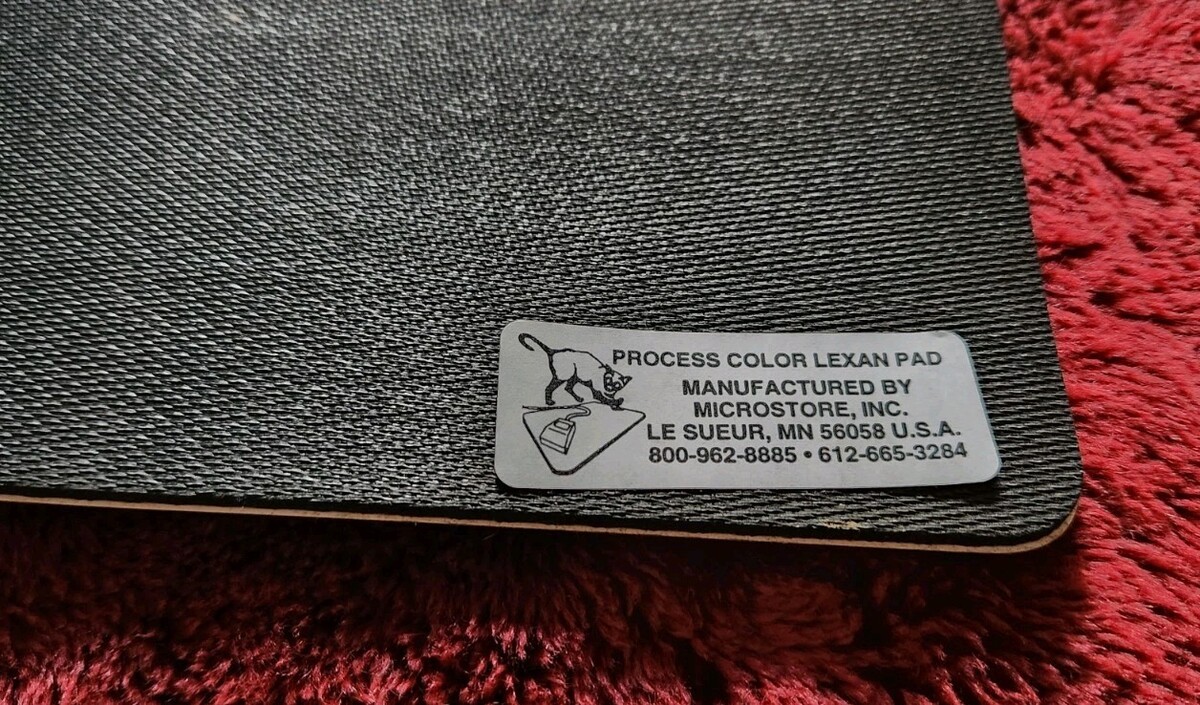 PROCESS COLOR LEXAN PAD
MANUFACTURED BY
MICROSTORE, INC.
LE SUEUR, MN 56058 U.S.A.
800-962-8885 • 612-665-3284